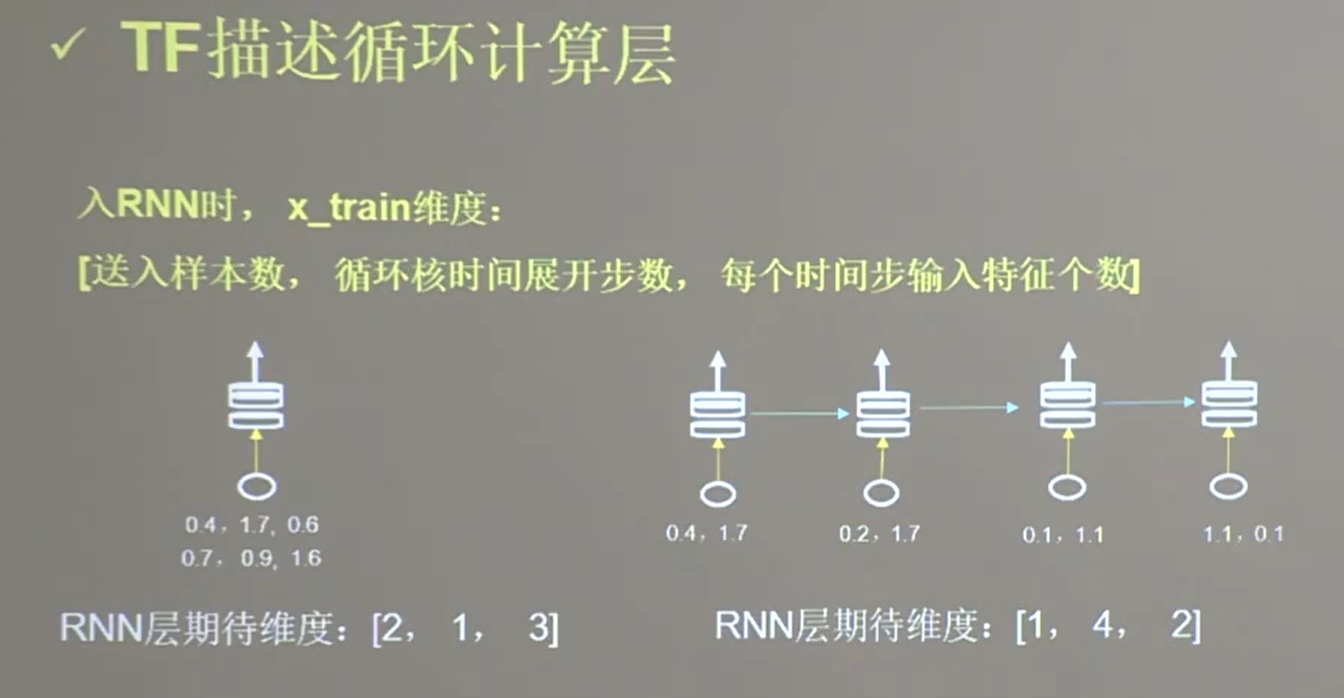 ✓ TF描述循环计算层
入RNN时， x_train维度：
[送入样本数， 循环核时间展开步数， 每个时间步输入特征个数]
0.4，1.7, 0.6
0.7，0.9, 1.6
0.4，1.7
0.2，1.7
0.1，1.1
1.1，0.1
RNN层期待维度：[2， 1， 3]
RNN层期待维度：[1， 4， 2]